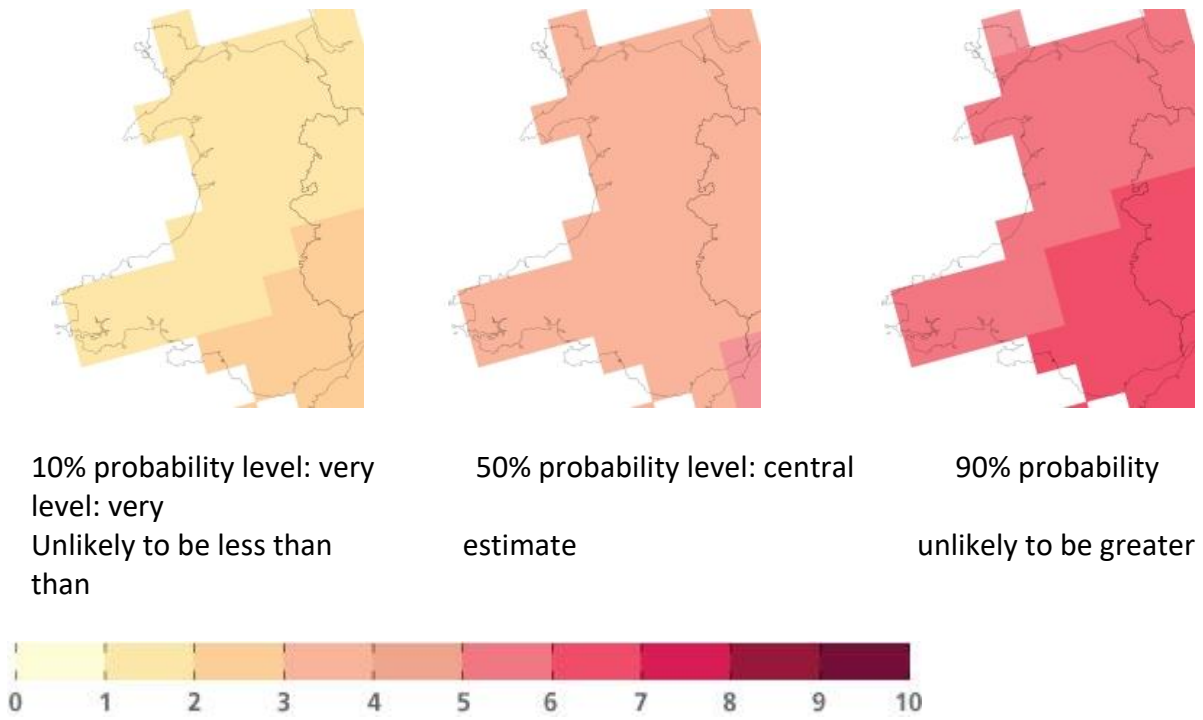 10% probability level: very 50% probability level: central 90% probability
level: very
Unlikely to be less than estimate unlikely to be greater
than
0 1 2 3 4 5 6 7 8 9 10